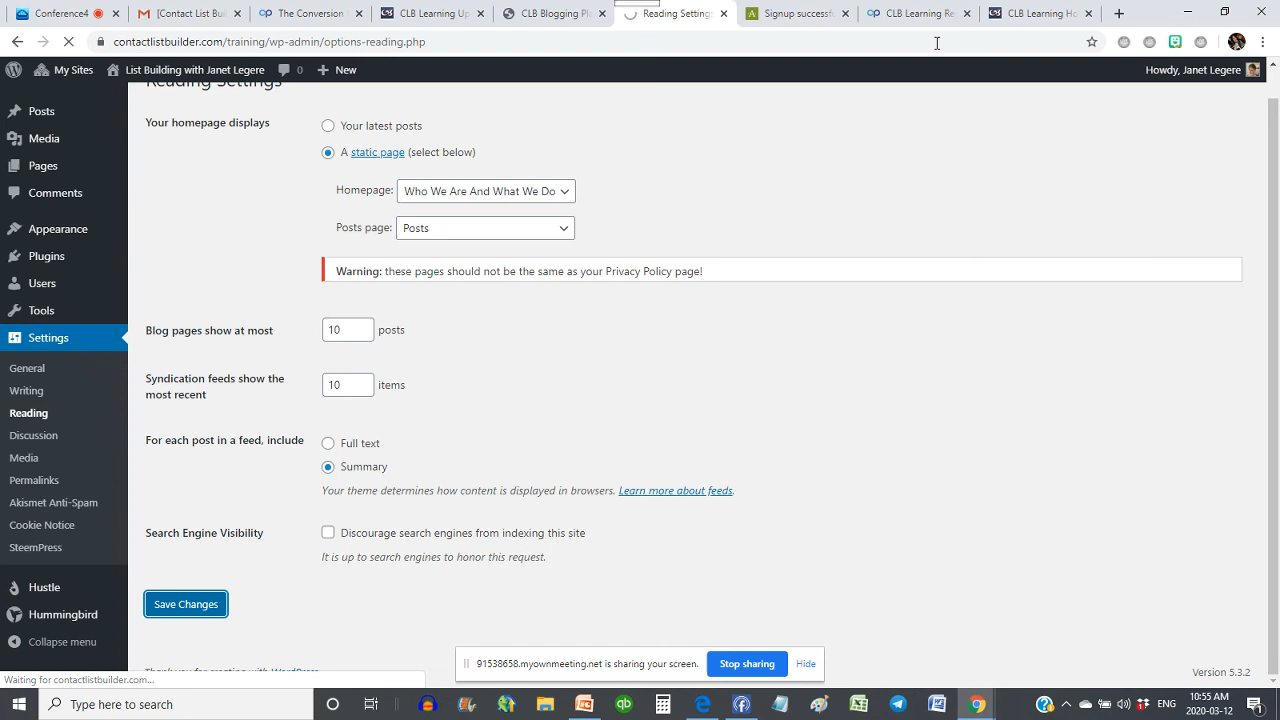 Conference4
[Contact List Bui
The Conversion
CLB Learning Up
CLB Blogging Pla
Reading Setting
Signup successfu
CLB Learning Re
CLB Learning Ho
contactlistbuilder.com/training/wp-admin/options-reading.php
My Sites
List Building with Janet Legere
0
New
Howdy, Janet Legere
Reading Settings
Posts
Media
Pages
Comments
Appearance
Plugins
Users
Tools
Settings
General
Writing
Reading
Discussion
Media
Permalinks
Akismet Anti-Spam
Cookie Notice
SteemPress
Hustle
Hummingbird
Collapse menu
Your homepage displays
Your latest posts
A static page (select below)
Homepage: Who We Are And What We Do
Posts page: Posts
Warning: these pages should not be the same as your Privacy Policy page!
Blog pages show at most
10 posts
Syndication feeds show the
most recent
10 items
For each post in a feed, include
Full text
Summary
Your theme determines how content is displayed in browsers. Learn more about feeds.
Search Engine Visibility
Discourage search engines from indexing this site
It is up to search engines to honor this request.
Save Changes
Thank you for creating with WordPress
Version 5.3.2
91538658.myownmeeting.net is sharing your screen.
Stop sharing
Hide
Waiting for contactlistbuilder.com...
Type here to search
ENG
10:55 AM
2020-03-12